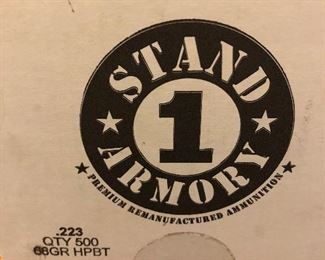 STAND
1
ARMORY
PREMIUM REMANUFACTURED AMMUNITION
.223
QTY 500
68GR HPBT